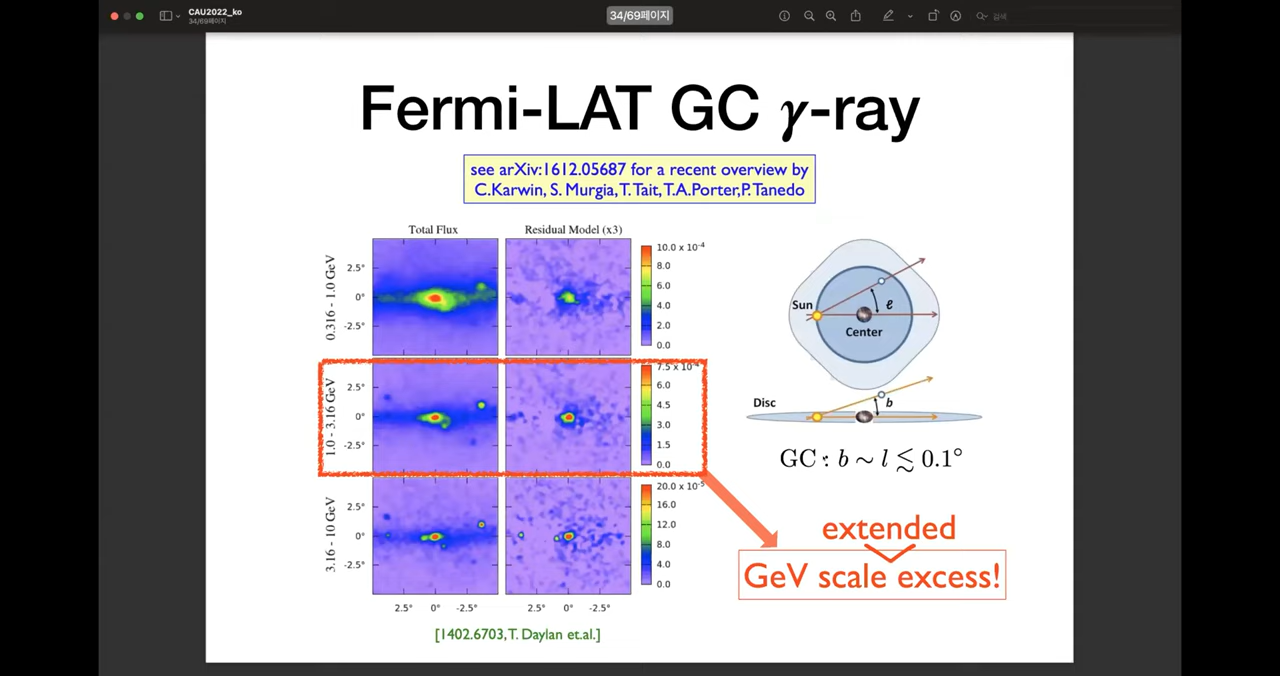 CAU2022_ko
34/69페이지
34/69페이지
검색
Fermi-LAT GC γ-ray
see arXiv:1612.05687 for a recent overview by
C.Karwin, S. Murgia, T. Tait, T.A.Porter, P. Tanedo
Total Flux
Residual Model (x3)
0.316 - 1.0 GeV
2.5°
0°
-2.5°
10.0 x 10⁻⁴
8.0
6.0
4.0
2.0
0.0
1.0 - 3.16 GeV
2.5°
0°
-2.5°
7.5 x 10⁻⁴
6.0
4.5
3.0
1.5
0.0
3.16 - 10 GeV
2.5°
0°
-2.5°
20.0 x 10⁻⁵
16.0
12.0
8.0
4.0
0.0
2.5° 0° -2.5° 2.5° 0° -2.5°
[1402.6703, T. Daylan et.al.]
Sun
ℓ
Center
Disc
b
GC : b ∼ l ≲ 0.1°
extended
GeV scale excess!